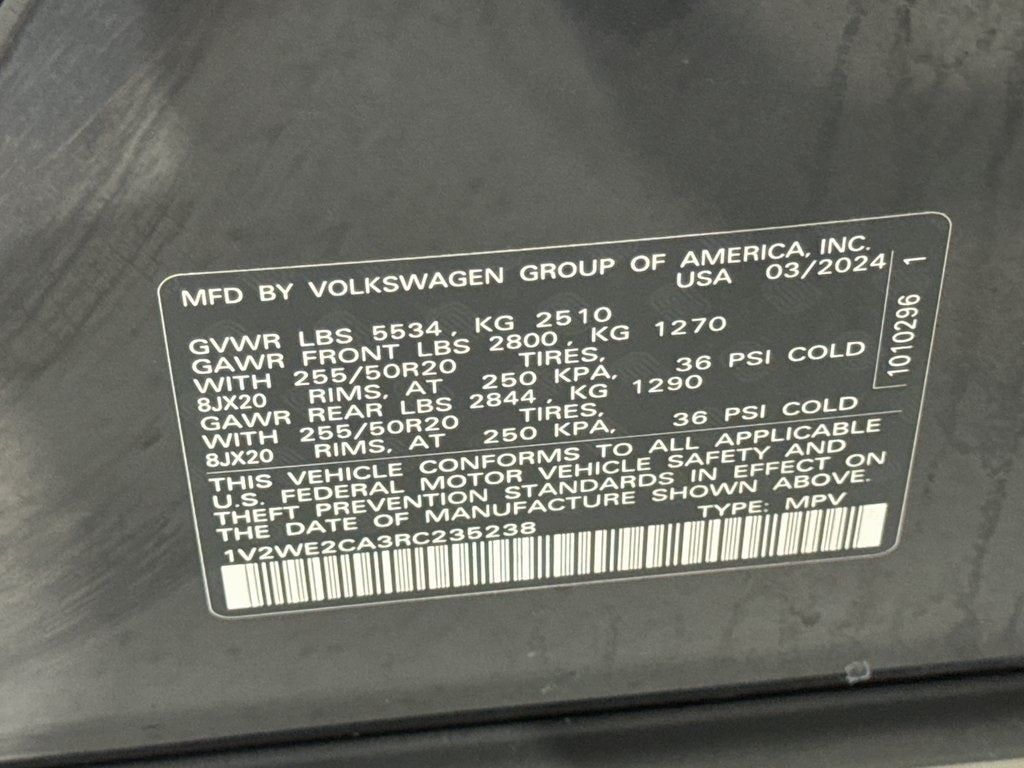 MFD BY VOLKSWAGEN GROUP OF AMERICA, INC.
USA 03/2024
GVWR LBS 5534, KG 2510
GAWR FRONT LBS 2800, KG 1270
WITH 255/50R20 TIRES,
8JX20 RIMS, AT 250 KPA, 36 PSI COLD
GAWR REAR LBS 2844, KG 1290
WITH 255/50R20 TIRES,
8JX20 RIMS, AT 250 KPA, 36 PSI COLD
THIS VEHICLE CONFORMS TO ALL APPLICABLE
U.S. FEDERAL MOTOR VEHICLE SAFETY AND
THEFT PREVENTION STANDARDS IN EFFECT ON
THE DATE OF MANUFACTURE SHOWN ABOVE.
1V2WE2CA3RC235238 TYPE: MPV
1010296 1